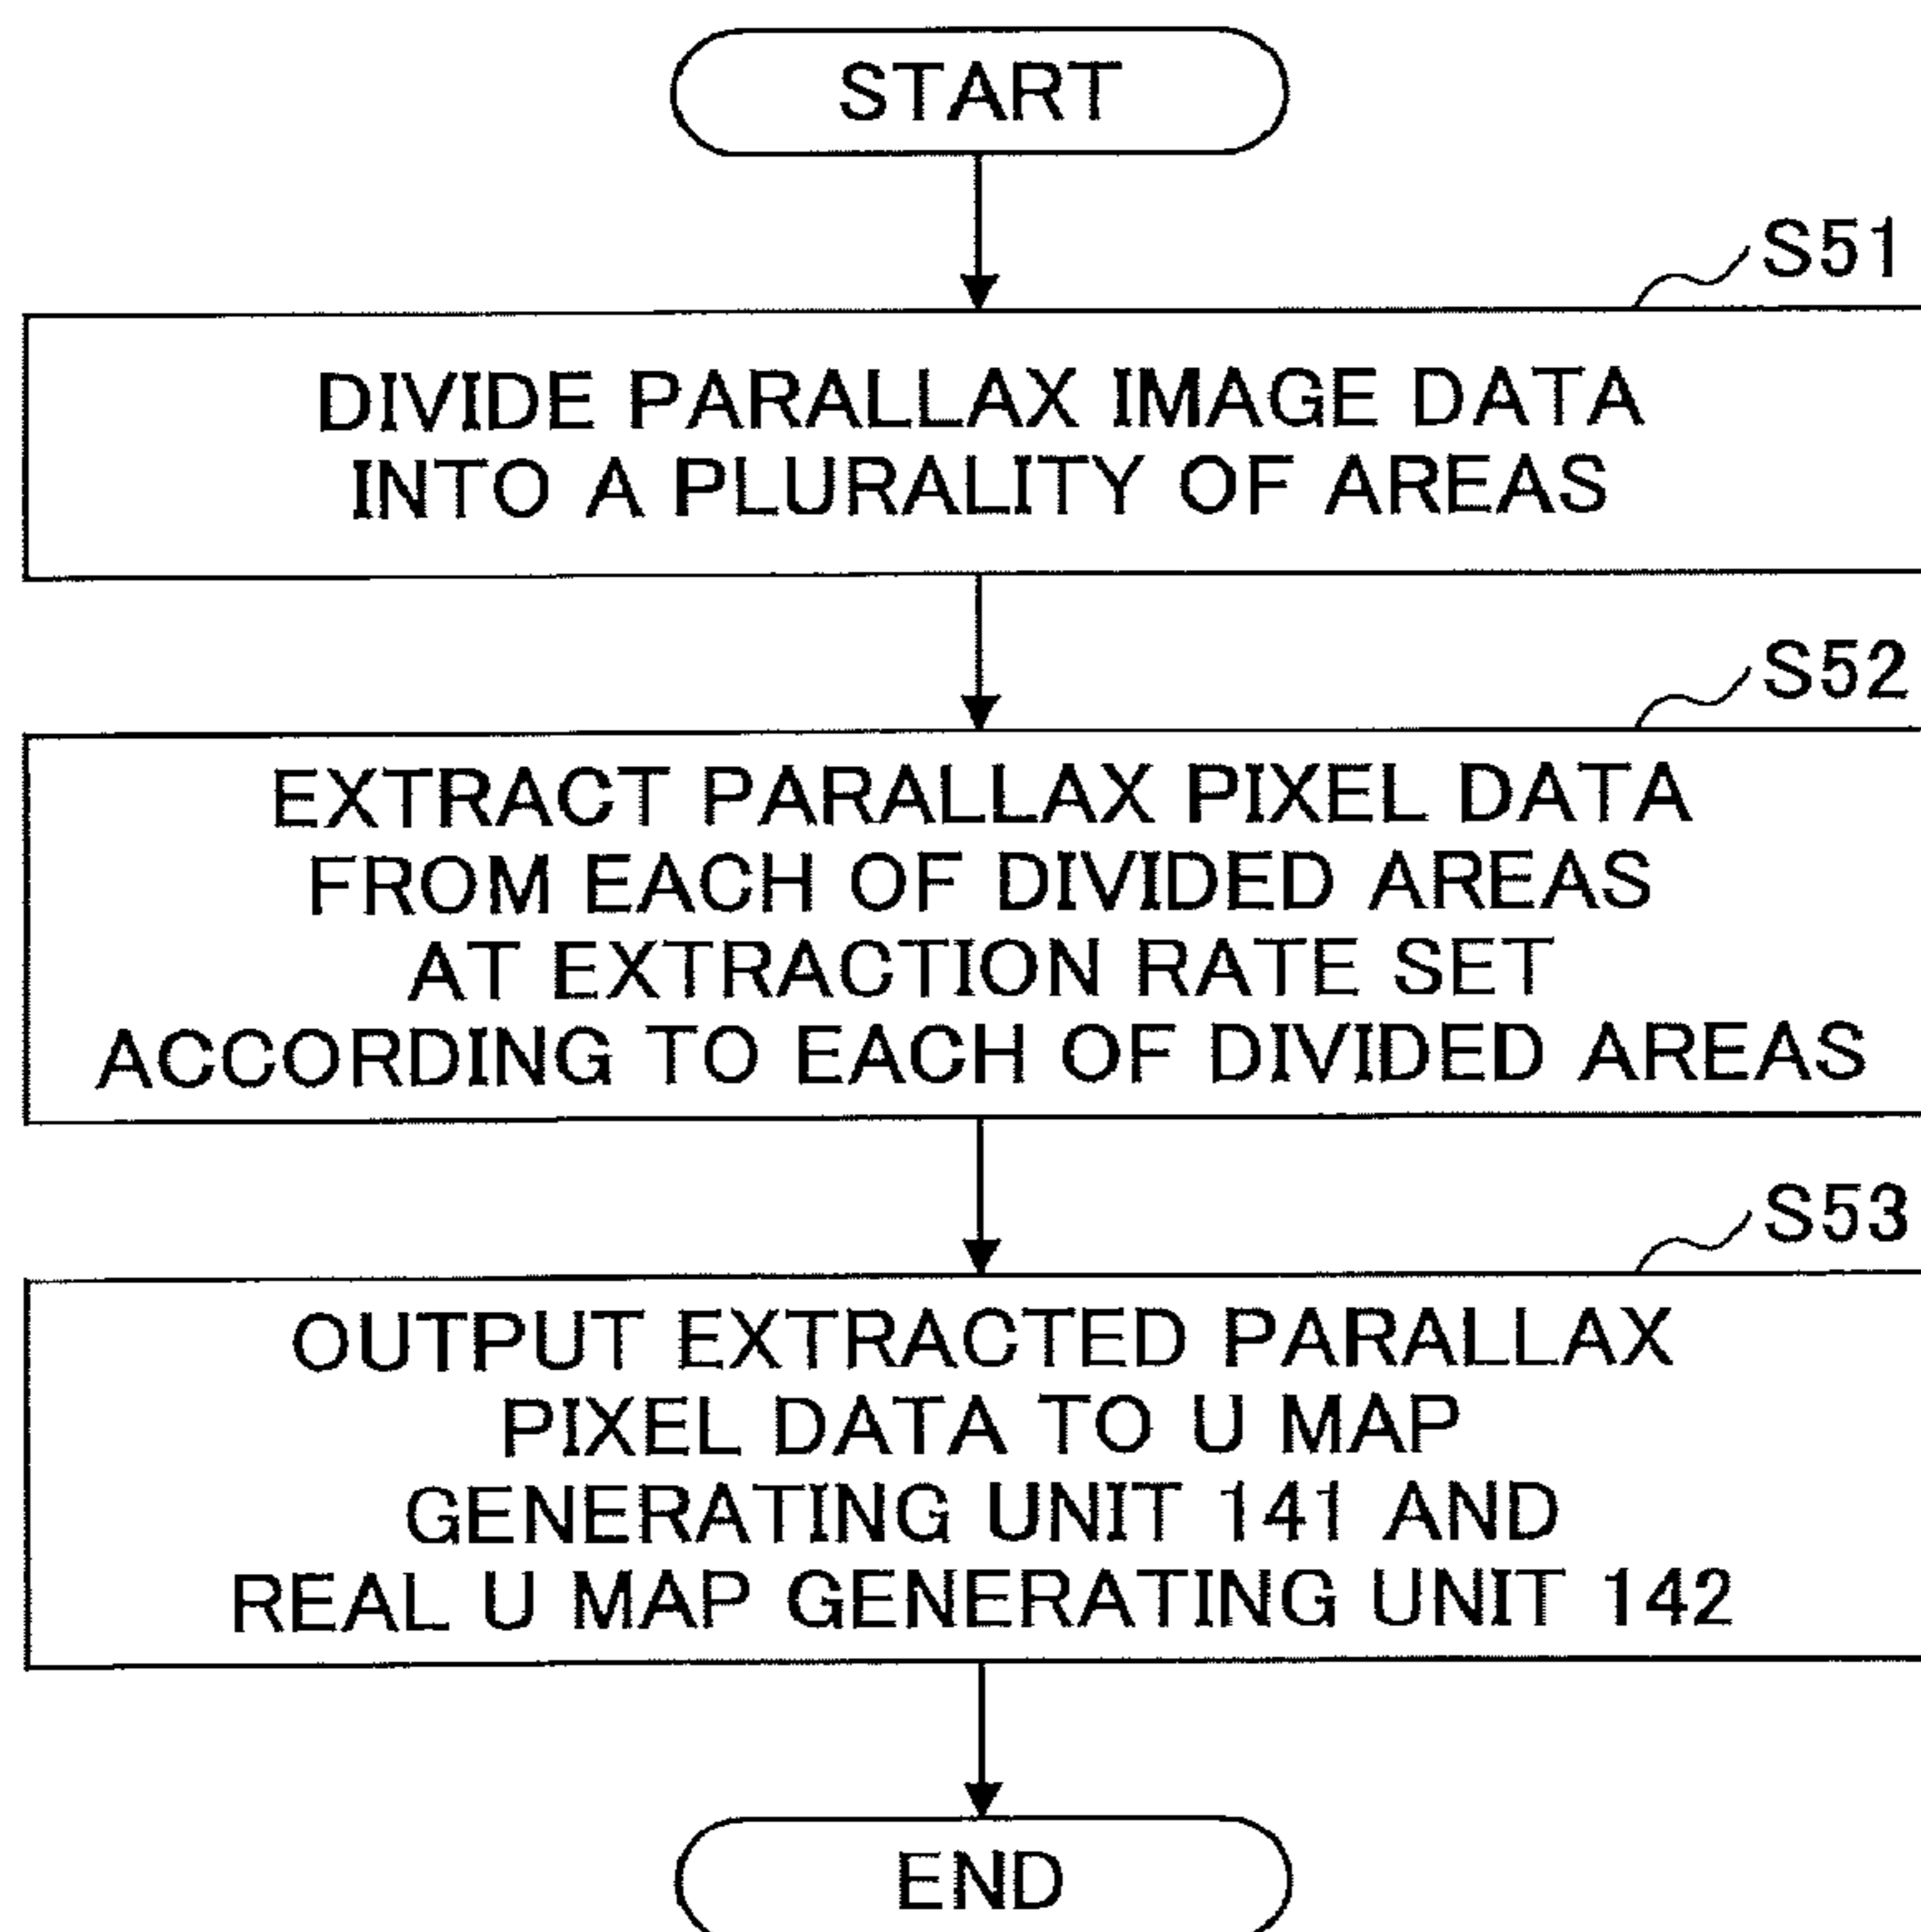 START
S51
DIVIDE PARALLAX IMAGE DATA
INTO A PLURALITY OF AREAS
S52
EXTRACT PARALLAX PIXEL DATA
FROM EACH OF DIVIDED AREAS
AT EXTRACTION RATE SET
ACCORDING TO EACH OF DIVIDED AREAS
S53
OUTPUT EXTRACTED PARALLAX
PIXEL DATA TO U MAP
GENERATING UNIT 141 AND
REAL U MAP GENERATING UNIT 142
END